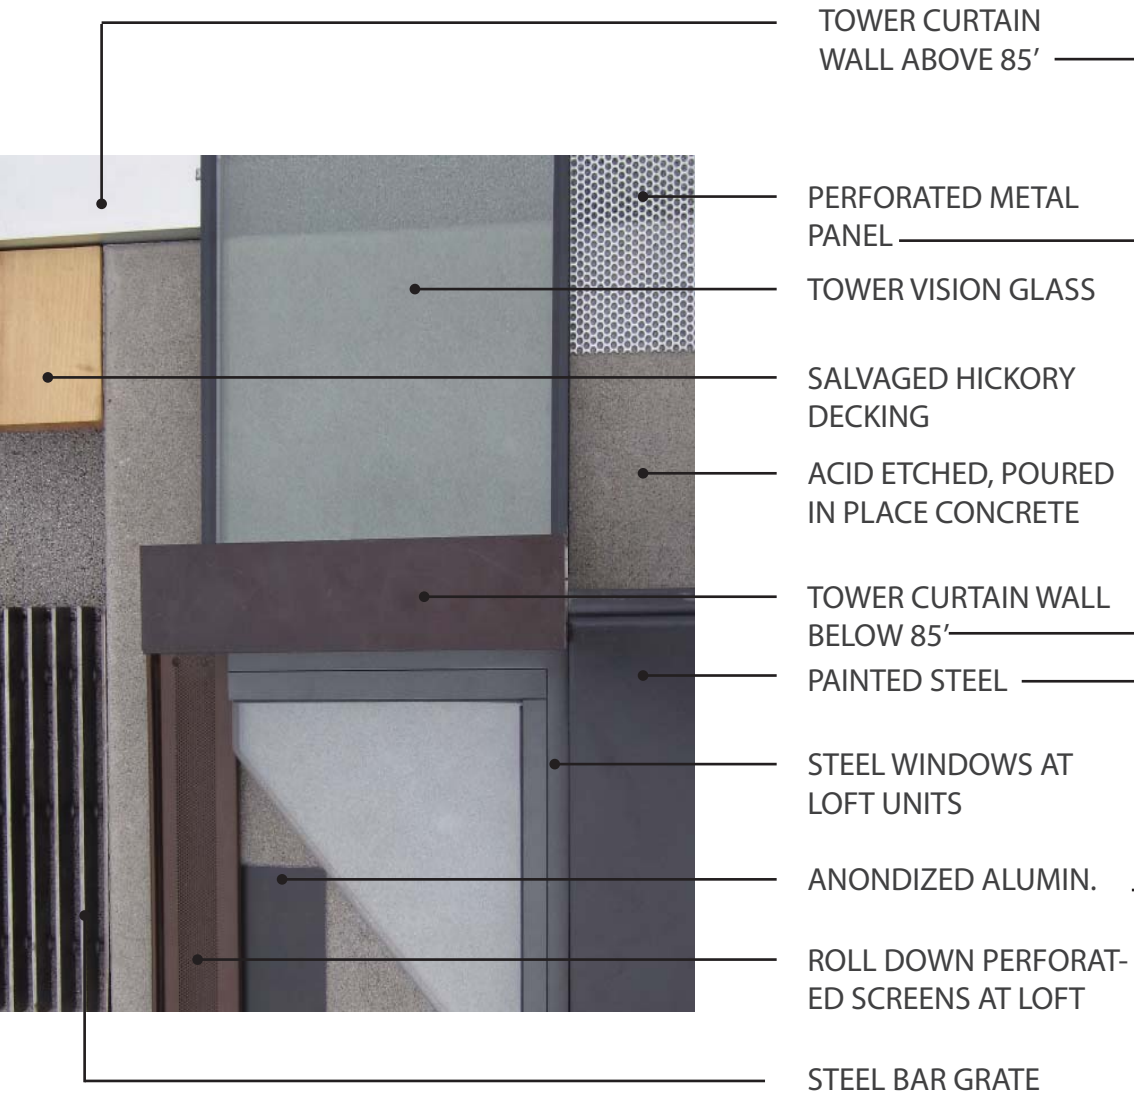 TOWER CURTAIN
WALL ABOVE 85’
PERFORATED METAL
PANEL
TOWER VISION GLASS
SALVAGED HICKORY
DECKING
ACID ETCHED, POURED
IN PLACE CONCRETE
TOWER CURTAIN WALL
BELOW 85’
PAINTED STEEL
STEEL WINDOWS AT
LOFT UNITS
ANONDIZED ALUMIN.
ROLL DOWN PERFORAT-
ED SCREENS AT LOFT
STEEL BAR GRATE